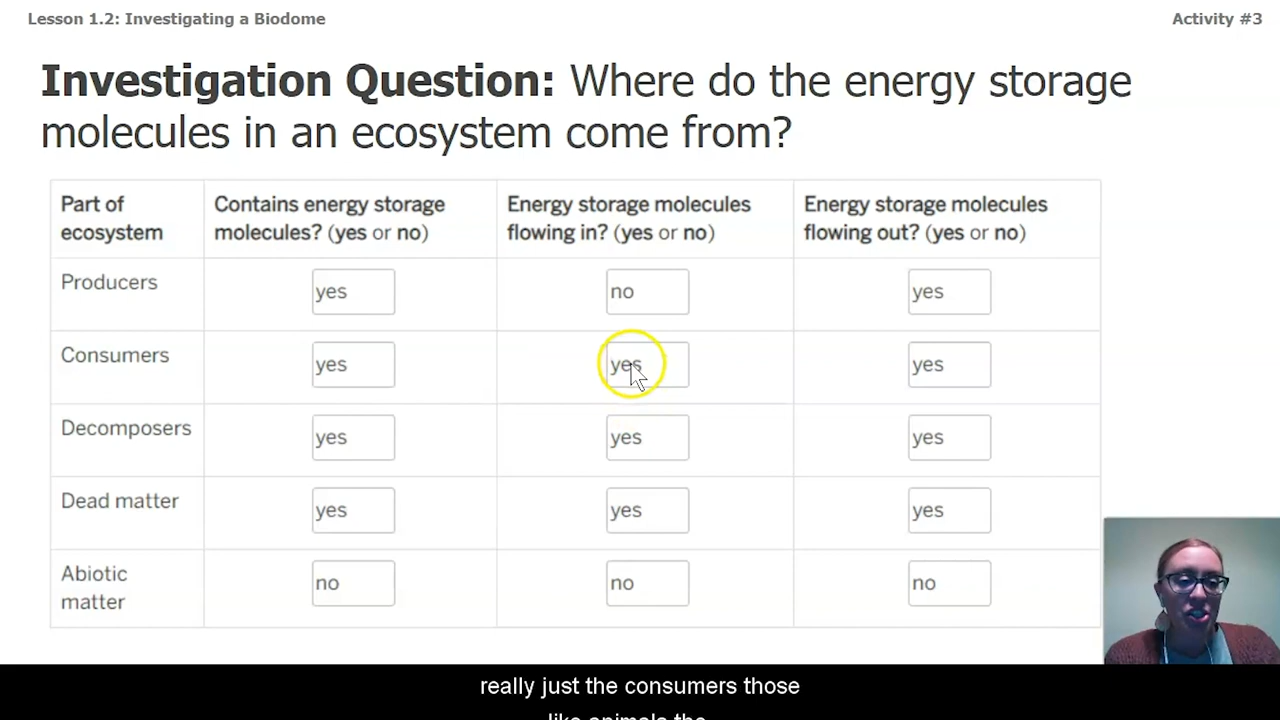 Lesson 1.2: Investigating a Biodome
Activity #3
Investigation Question: Where do the energy storage
molecules in an ecosystem come from?
Part of
ecosystem
Contains energy storage
molecules? (yes or no)
Energy storage molecules
flowing in? (yes or no)
Energy storage molecules
flowing out? (yes or no)
Producers
yes
no
yes
Consumers
yes
yes
yes
Decomposers
yes
yes
yes
Dead matter
yes
yes
yes
Abiotic
matter
no
no
no
really just the consumers those
like animals the